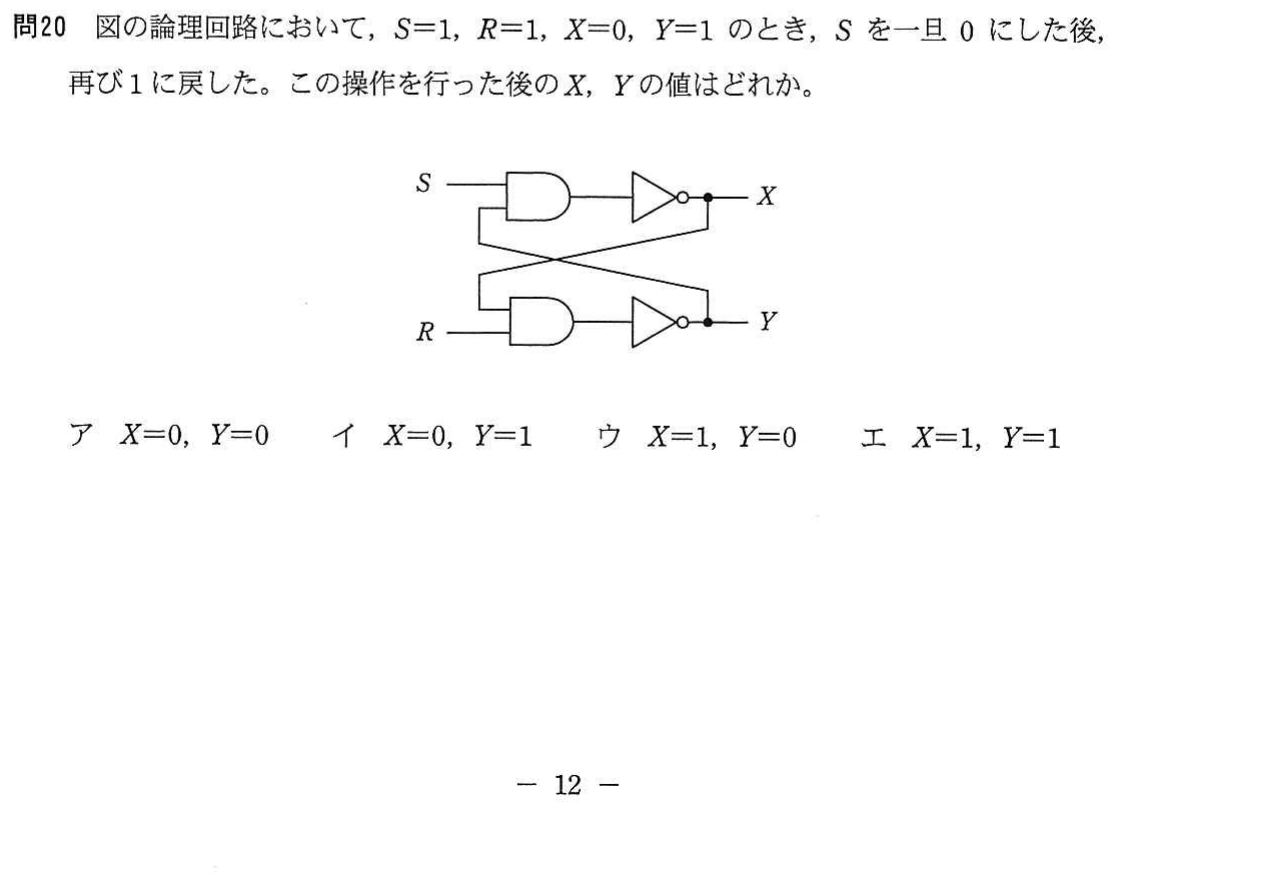 問20 図の論理回路において，S=1，R=1，X=0，Y=1 のとき，S を一旦 0 にした後，
再び1に戻した。この操作を行った後のX，Yの値はどれか。
S
X
R
Y
ア X=0，Y=0 イ X=0，Y=1 ウ X=1，Y=0 エ X=1，Y=1
－ 12 －